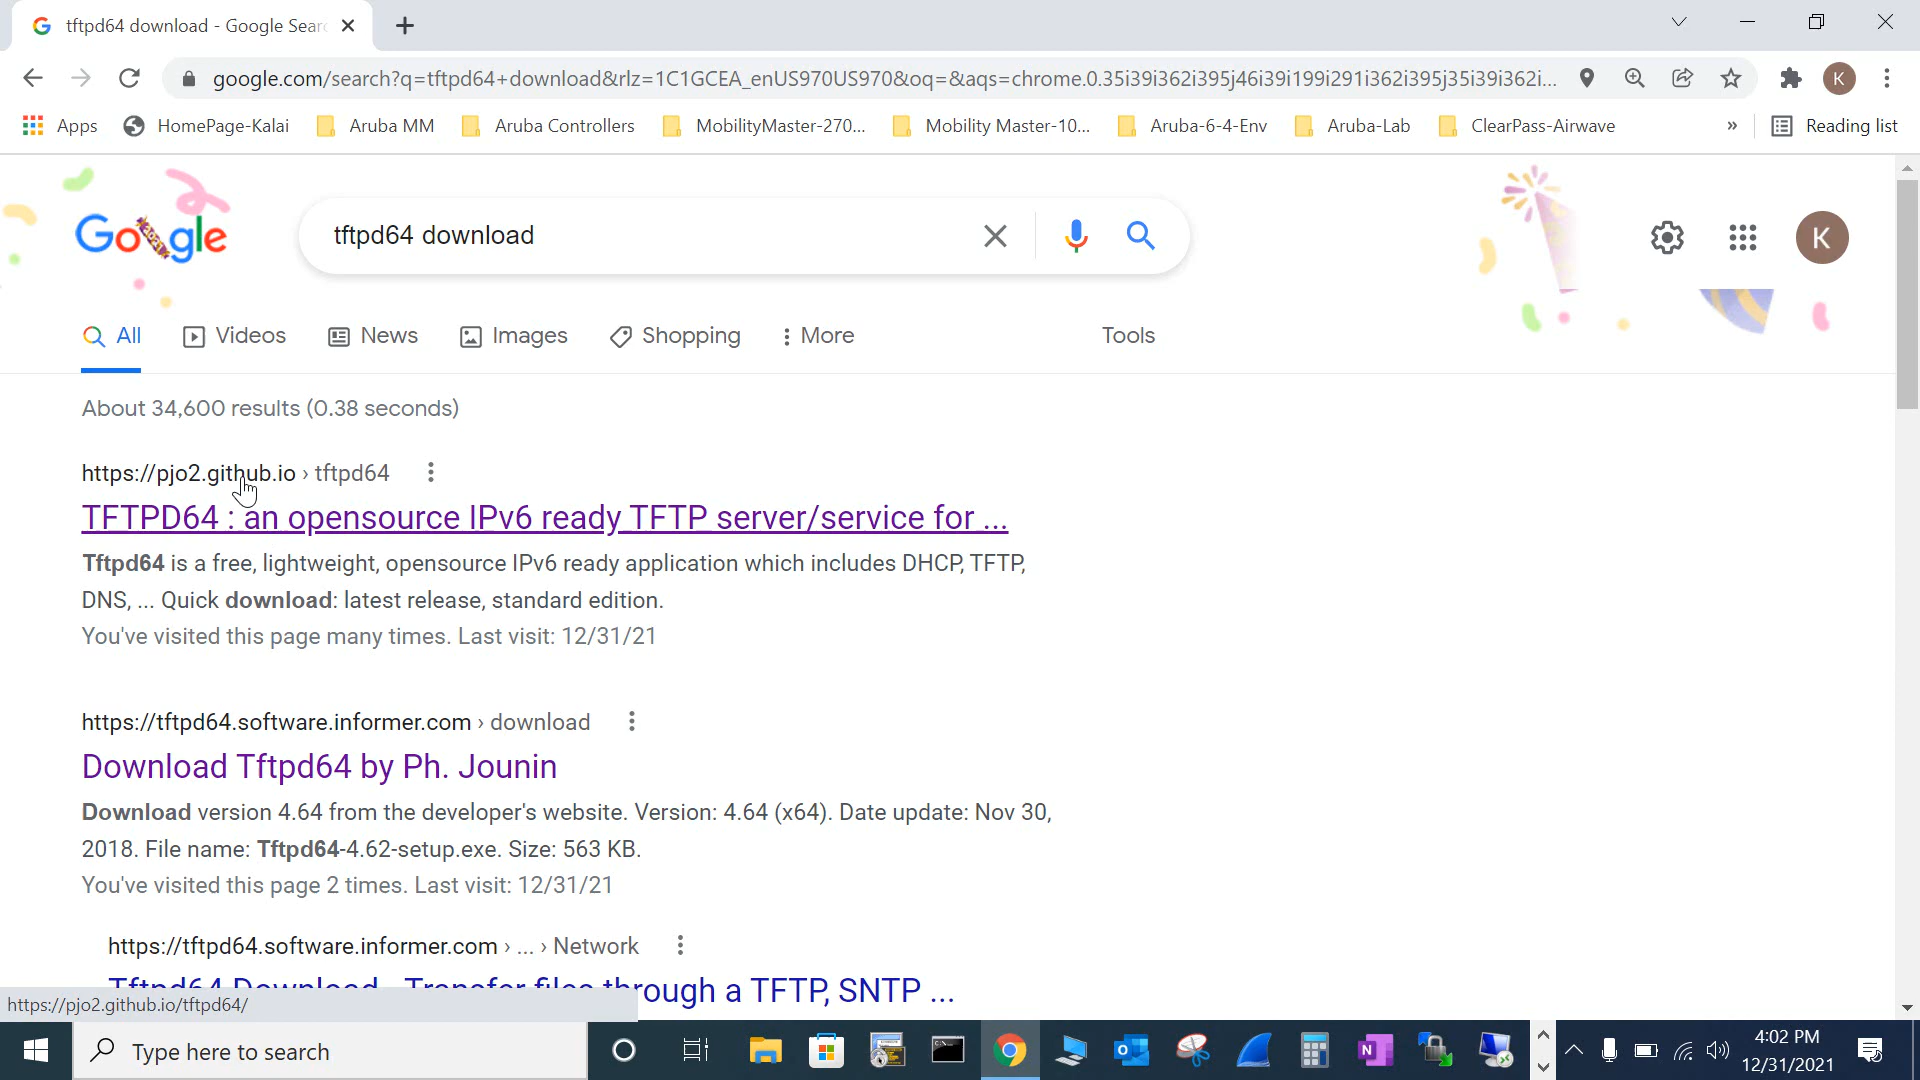 tftpd64 download - Google Sear
google.com/search?q=tftpd64+download&rlz=1C1GCEA_enUS970US970&oq=&aqs=chrome.0.35i39i362i395j46i39i199i291i362i395j35i39i362i...
K
Apps
HomePage-Kalai
Aruba MM
Aruba Controllers
MobilityMaster-270...
Mobility Master-10...
Aruba-6-4-Env
Aruba-Lab
ClearPass-Airwave
»
Reading list
Google
tftpd64 download
K
All
Videos
News
Images
Shopping
More
Tools
About 34,600 results (0.38 seconds)
https://pjo2.github.io › tftpd64
TFTPD64 : an opensource IPv6 ready TFTP server/service for ...
Tftpd64 is a free, lightweight, opensource IPv6 ready application which includes DHCP, TFTP,
DNS, ... Quick download: latest release, standard edition.
You've visited this page many times. Last visit: 12/31/21
https://tftpd64.software.informer.com › download
Download Tftpd64 by Ph. Jounin
Download version 4.64 from the developer's website. Version: 4.64 (x64). Date update: Nov 30,
2018. File name: Tftpd64-4.62-setup.exe. Size: 563 KB.
You've visited this page 2 times. Last visit: 12/31/21
https://tftpd64.software.informer.com › ... › Network
Tftpd64 Download - Transfer files through a TFTP, SNTP ...
https://pjo2.github.io/tftpd64/
Type here to search
4:02 PM
12/31/2021